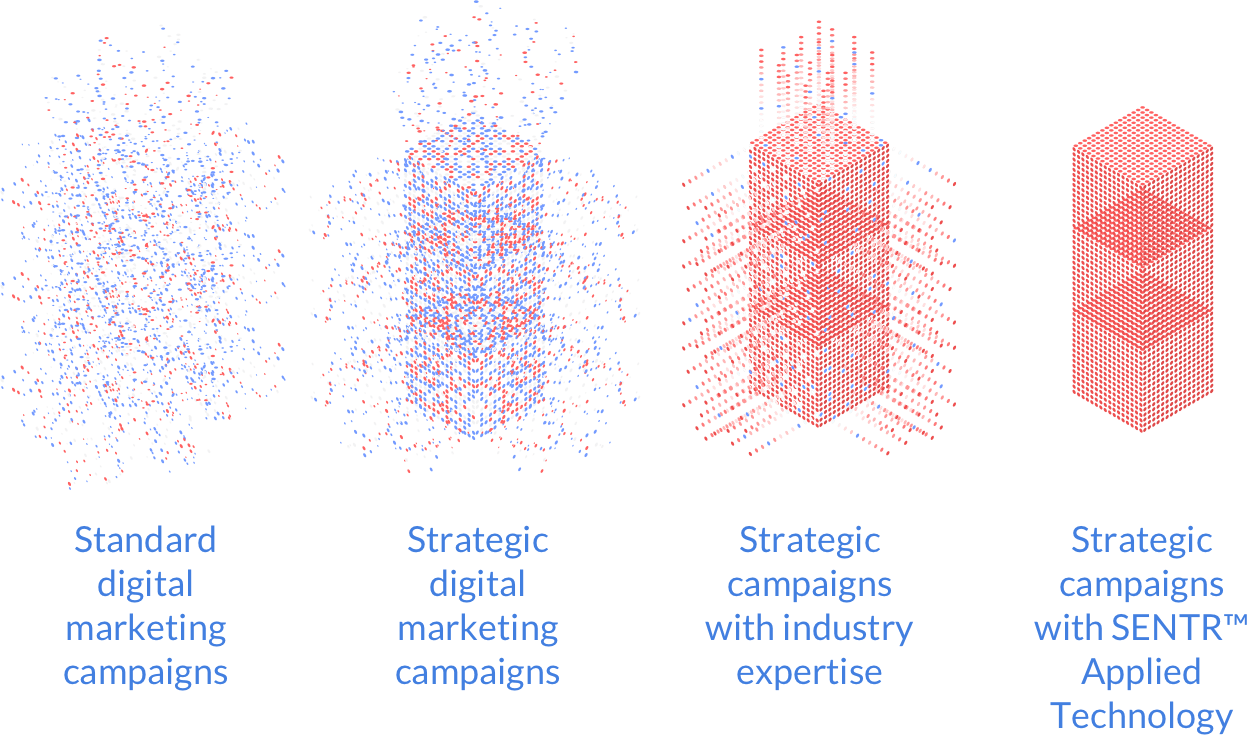 Standard
digital
marketing
campaigns
Strategic
digital
marketing
campaigns
Strategic
campaigns
with industry
expertise
Strategic
campaigns
with SENTR™
Applied
Technology